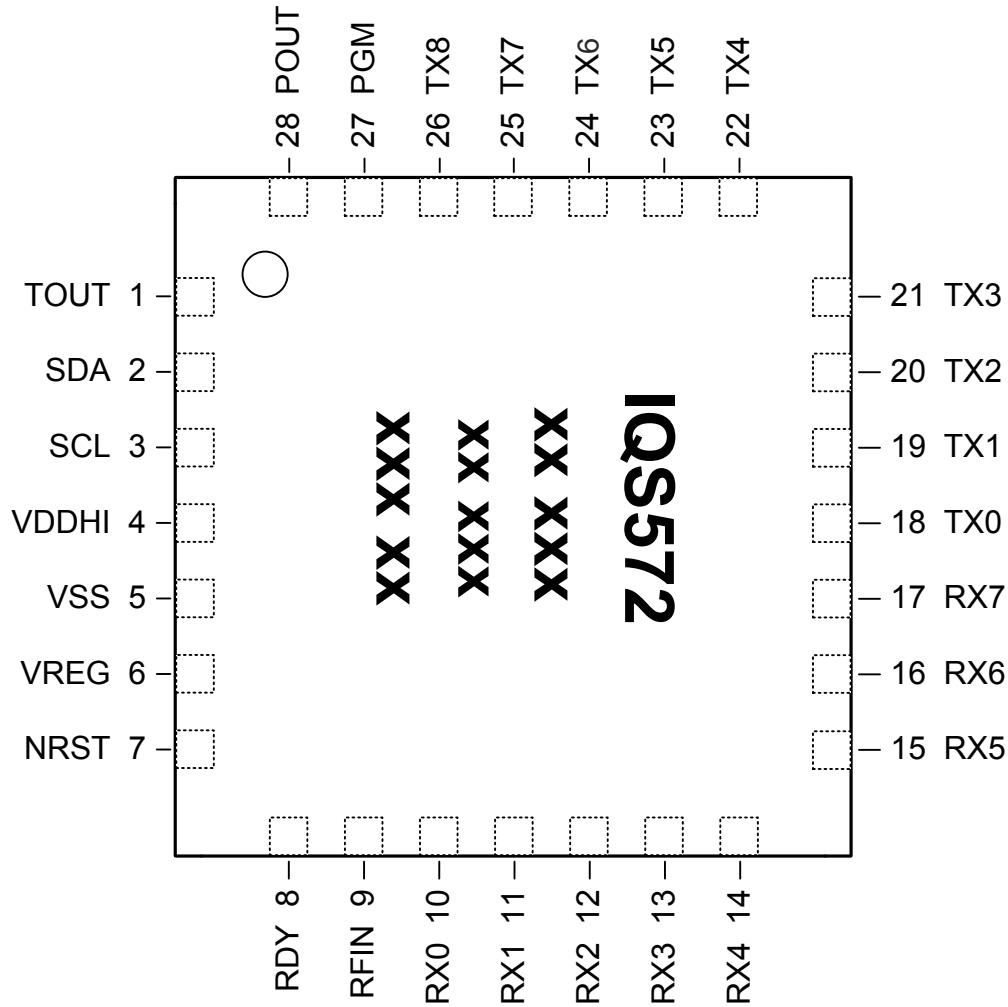 28 POUT
27 PGM
26 TX8
25 TX7
24 TX6
23 TX5
22 TX4
TOUT 1
SDA 2
SCL 3
VDDHI 4
VSS 5
VREG 6
NRST 7
IQS572
xx xxx xx
xxx xx
xxx xx
21 TX3
20 TX2
19 TX1
18 TX0
17 RX7
16 RX6
15 RX5
RDY 8
RFIN 9
RX0 10
RX1 11
RX2 12
RX3 13
RX4 14